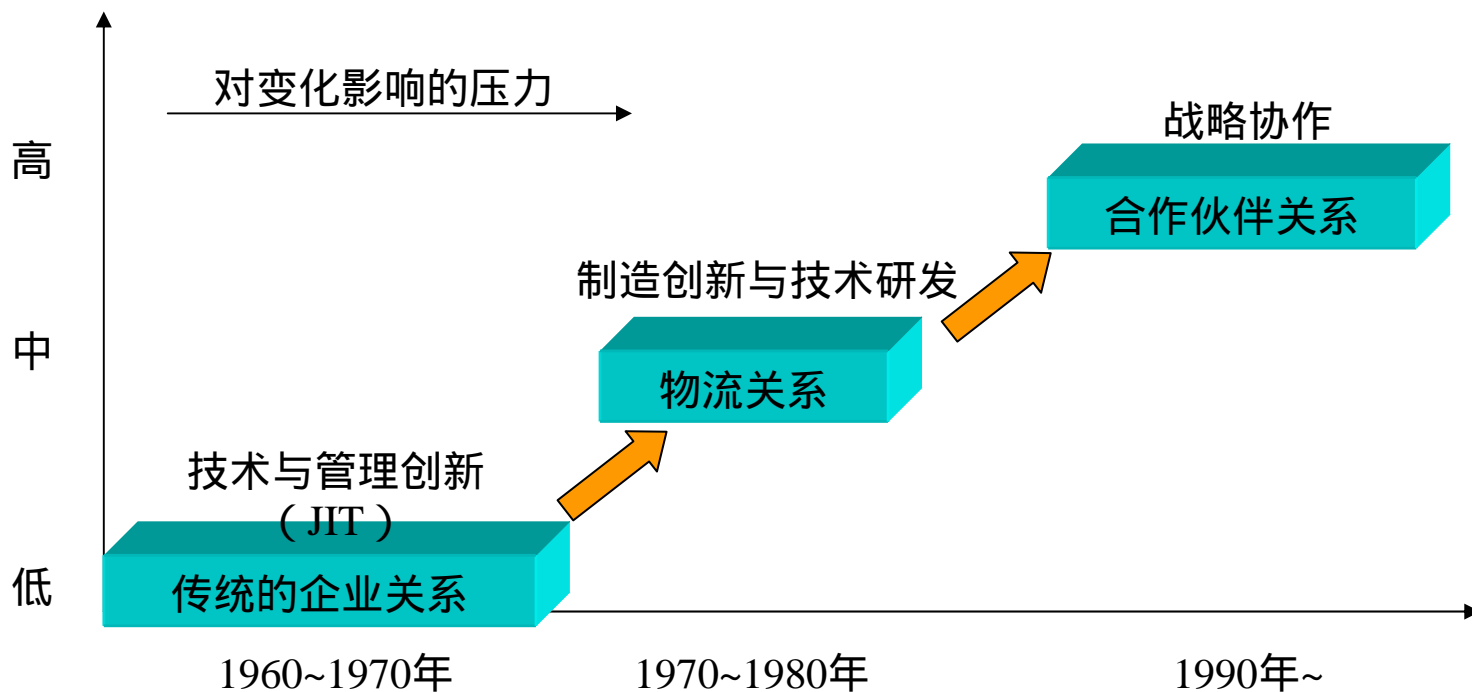 对变化影响的压力
战略协作
高
合作伙伴关系
制造创新与技术研发
中
物流关系
技术与管理创新
（JIT）
低
传统的企业关系
1960~1970年
1970~1980年
1990年~